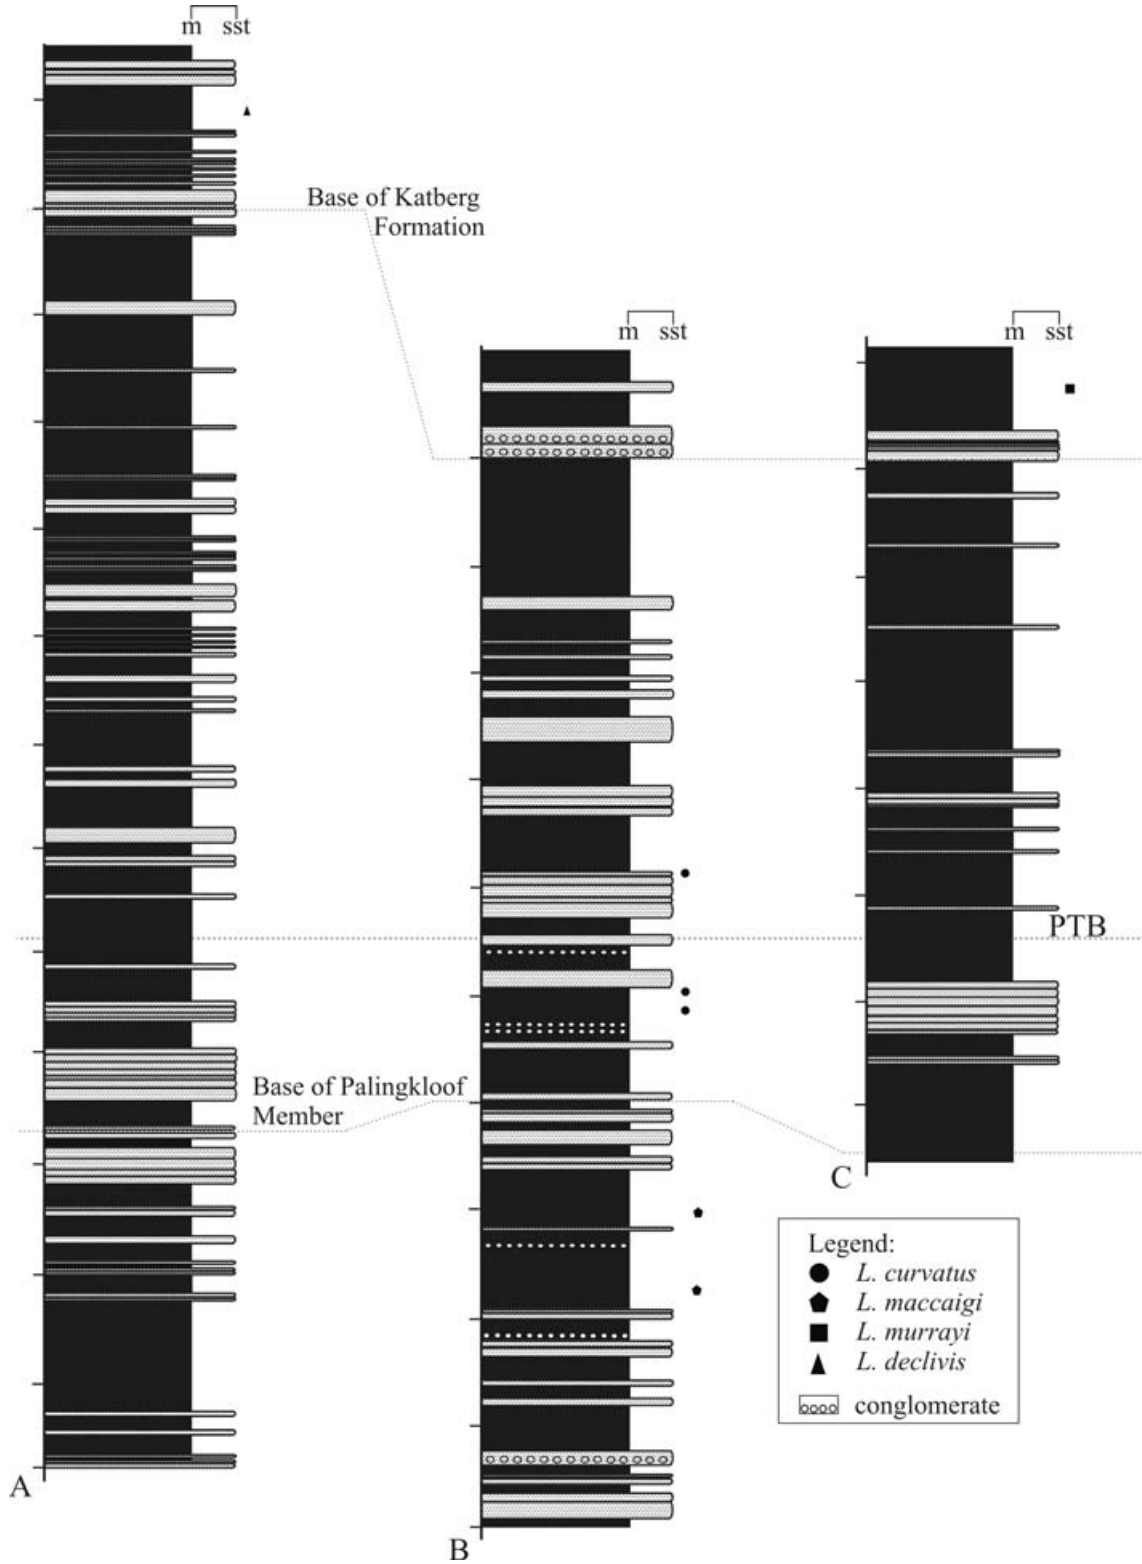 m sst
Base of Katberg
Formation
m sst
m sst
PTB
Base of Palingkloof
Member
C
Legend:
L. curvatus
L. maccaigi
L. murrayi
L. declivis
conglomerate
A
B